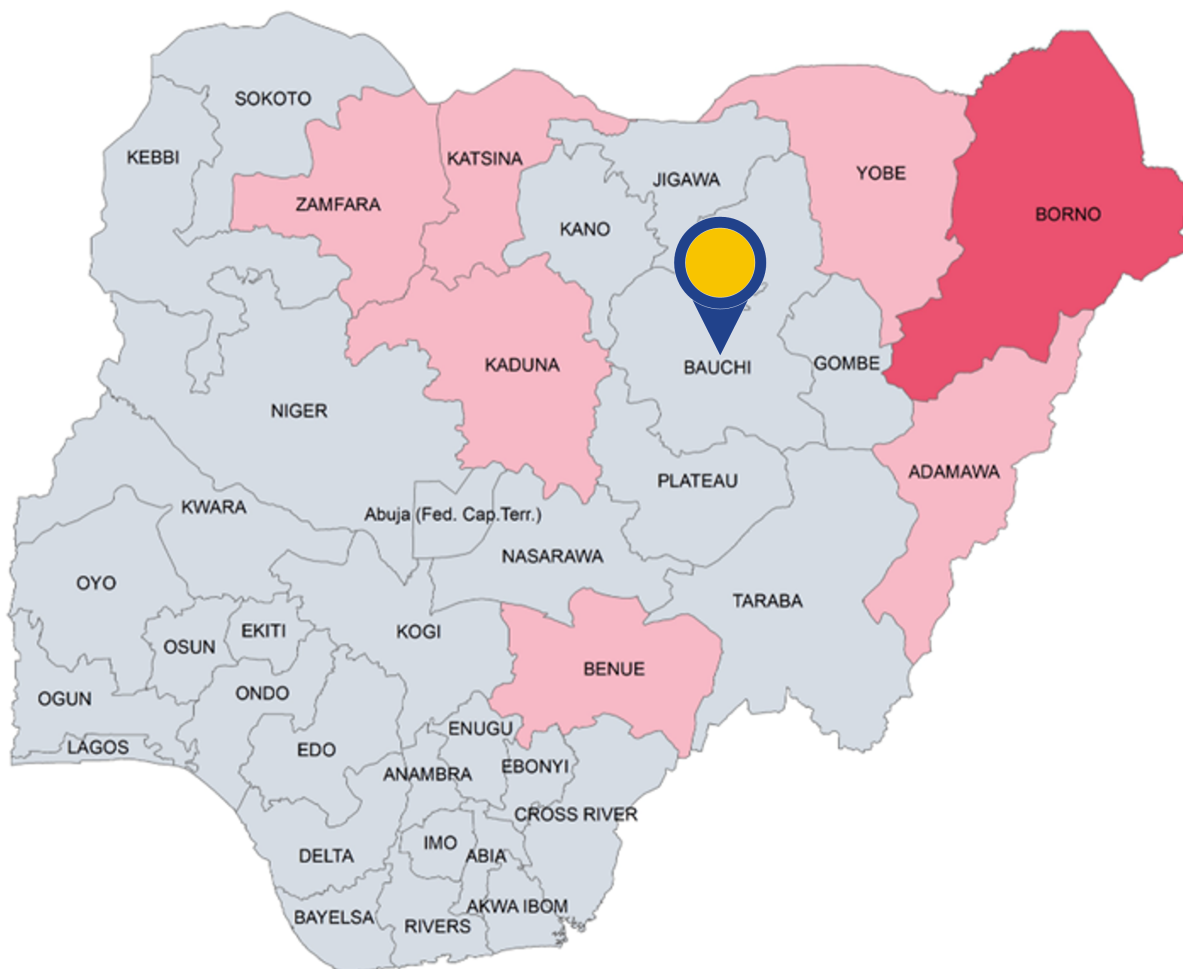 SOKOTO
KEBBI
KATSINA
JIGAWA
YOBE
ZAMFARA
BORNO
KANO
KADUNA
BAUCHI
GOMBE
NIGER
ADAMAWA
PLATEAU
KWARA
Abuja (Fed. Cap.Terr.)
NASARAWA
OYO
TARABA
EKITI
KOGI
OSUN
BENUE
OGUN
ONDO
ENUGU
LAGOS
EDO
EBONYI
ANAMBRA
CROSS RIVER
IMO
DELTA
ABIA
AKWA IBOM
BAYELSA
RIVERS